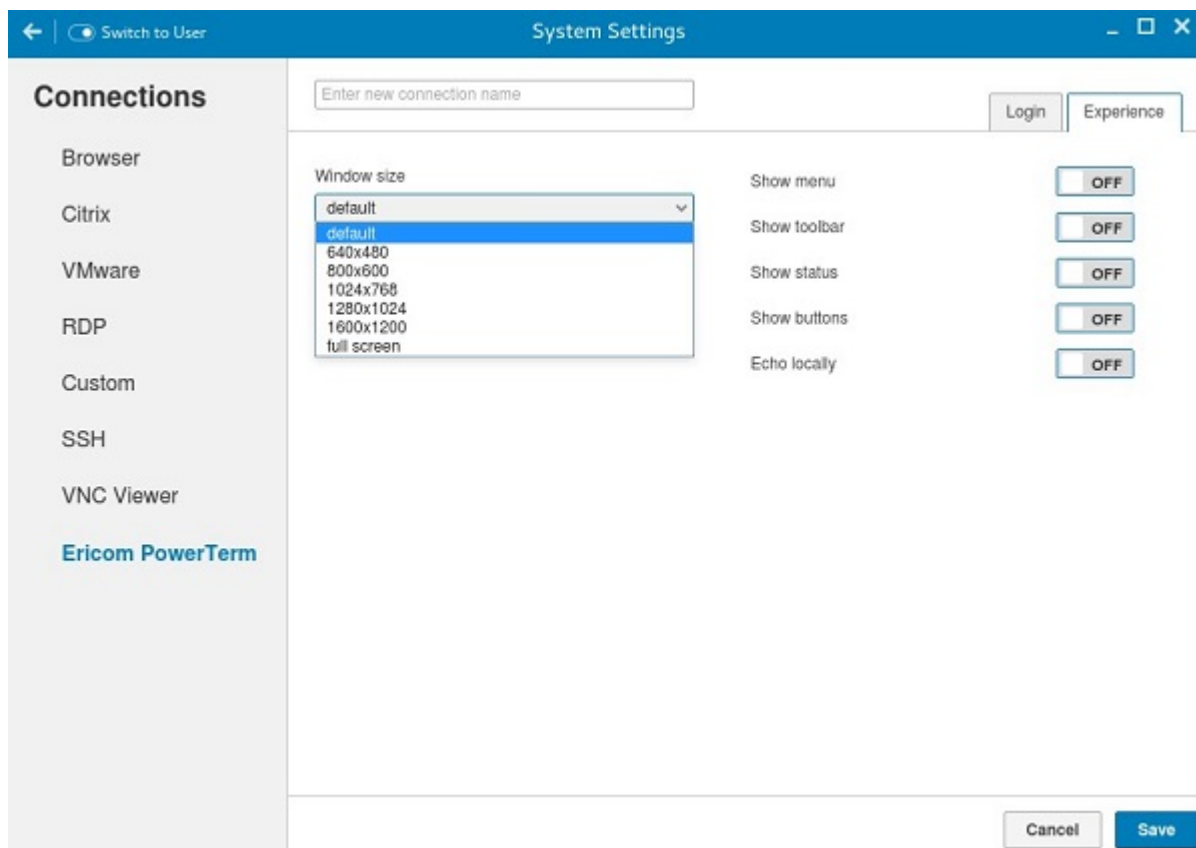 Switch to User
System Settings
Connections
Browser
Citrix
VMware
RDP
Custom
SSH
VNC Viewer
Ericom PowerTerm
Enter new connection name
Login
Experience
Window size
default
default
640x480
800x600
1024x768
1280x1024
1600x1200
full screen
Show menu OFF
Show toolbar OFF
Show status OFF
Show buttons OFF
Echo locally OFF
Cancel
Save